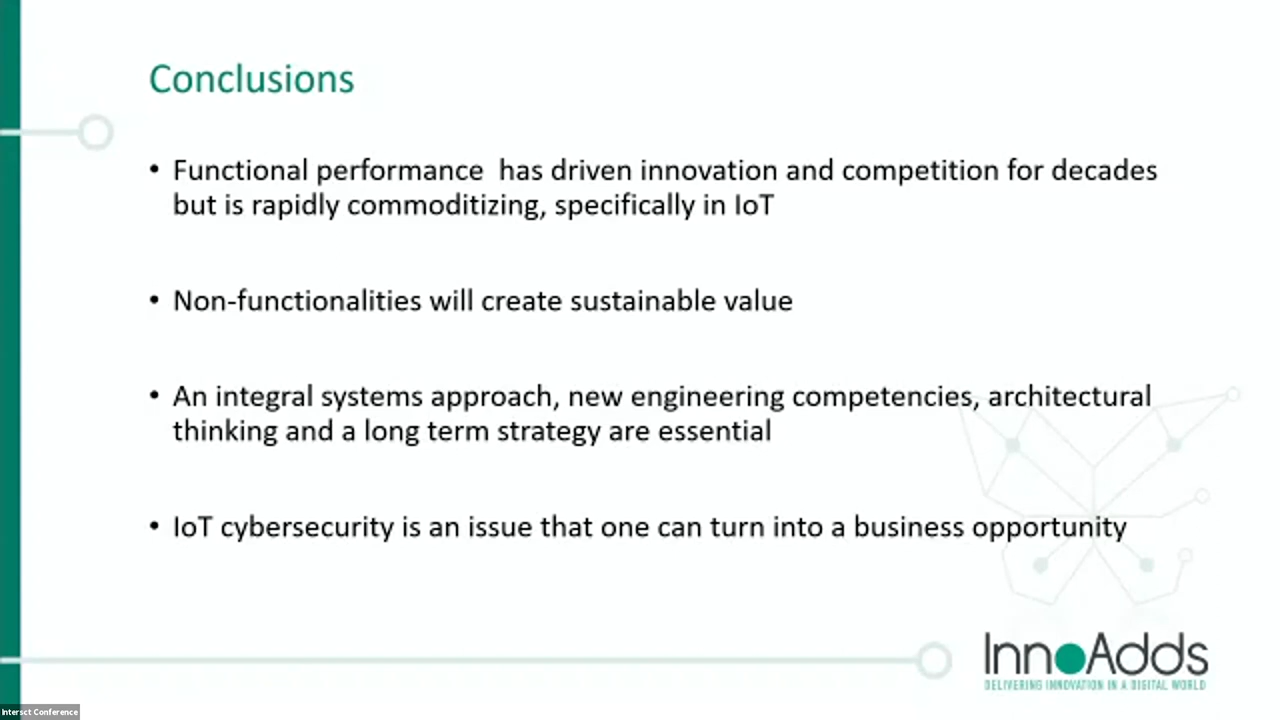 Conclusions
• Functional performance  has driven innovation and competition for decades
but is rapidly commoditizing, specifically in IoT
• Non-functionalities will create sustainable value
• An integral systems approach, new engineering competencies, architectural
thinking and a long term strategy are essential
• IoT cybersecurity is an issue that one can turn into a business opportunity
InnoAdds
DELIVERING INNOVATION IN A DIGITAL WORLD
Intersct Conference